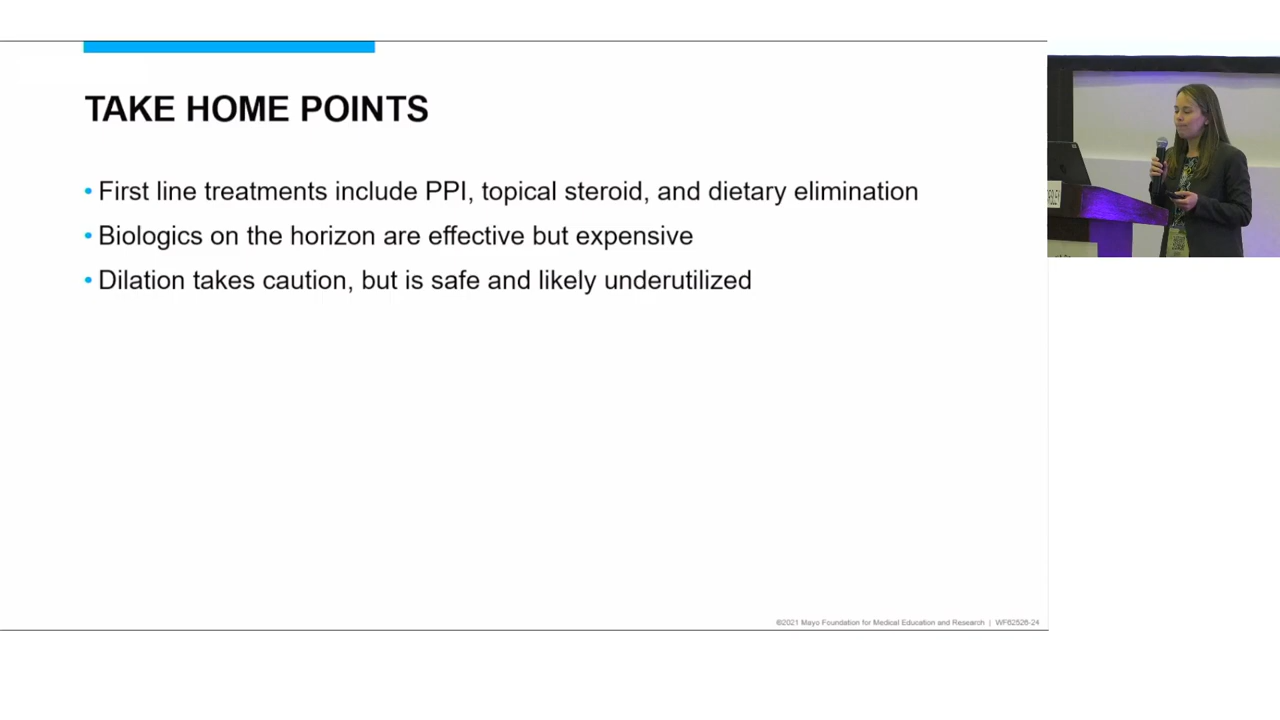 TAKE HOME POINTS
• First line treatments include PPI, topical steroid, and dietary elimination
• Biologics on the horizon are effective but expensive
• Dilation takes caution, but is safe and likely underutilized
©2021 Mayo Foundation for Medical Education and Research | WF62526-24